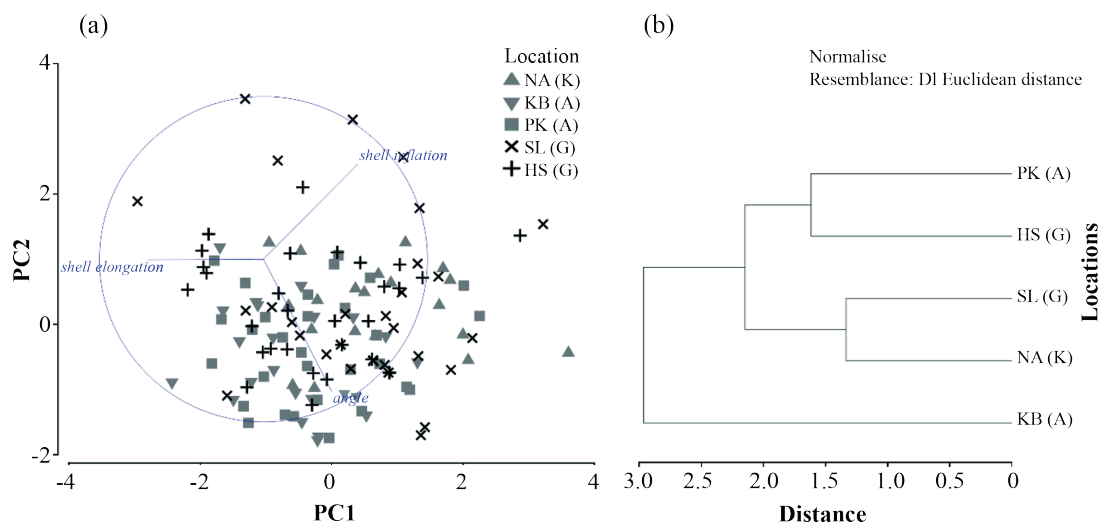 (a)
Location
NA (K)
KB (A)
PK (A)
SL (G)
HS (G)
shell inflation
shell elongation
angle
4
2
0
-2
PC2
-4
-2
0
2
4
PC1
(b)
Normalise
Resemblance: Dl Euclidean distance
PK (A)
HS (G)
SL (G)
NA (K)
KB (A)
Locations
3.0
2.5
2.0
1.5
1.0
0.5
0
Distance